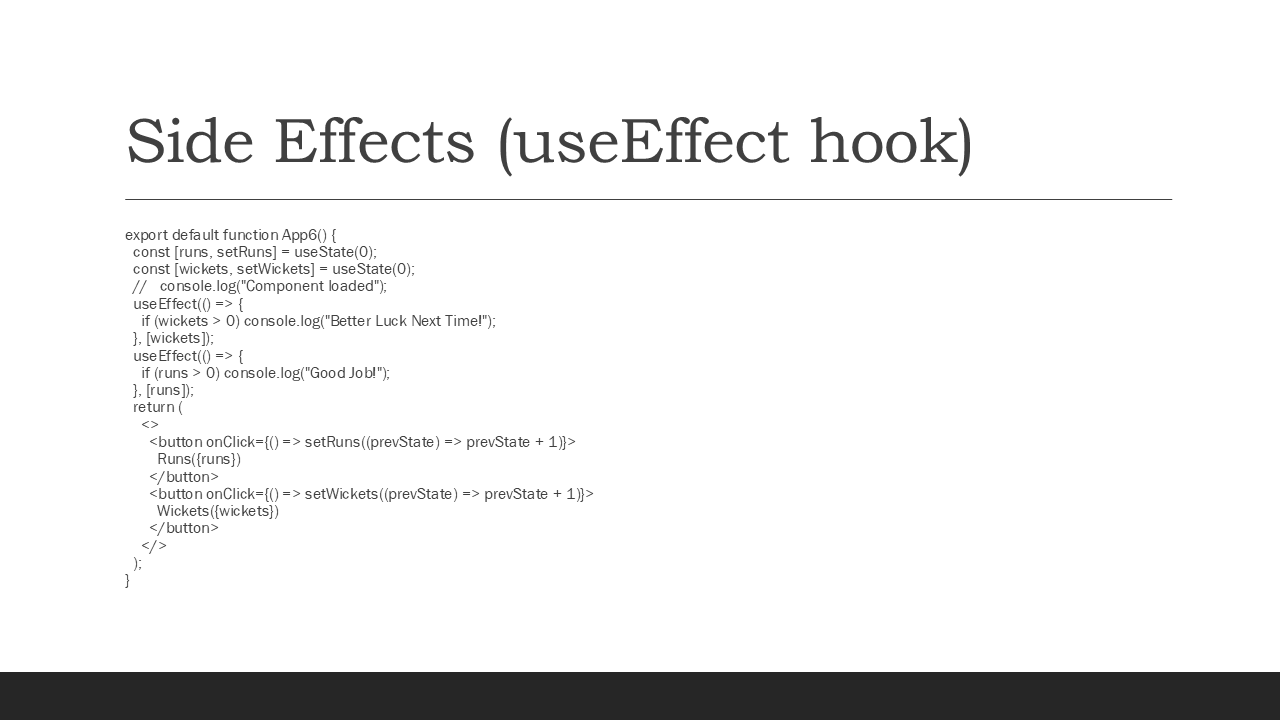 Side Effects (useEffect hook)
export default function App6() {
  const [runs, setRuns] = useState(0);
  const [wickets, setWickets] = useState(0);
  //   console.log("Component loaded");
  useEffect(() => {
    if (wickets > 0) console.log("Better Luck Next Time!");
  }, [wickets]);
  useEffect(() => {
    if (runs > 0) console.log("Good Job!");
  }, [runs]);
  return (
    <>
      <button onClick={() => setRuns((prevState) => prevState + 1)}>
        Runs({runs})
      </button>
      <button onClick={() => setWickets((prevState) => prevState + 1)}>
        Wickets({wickets})
      </button>
    </>
  );
}